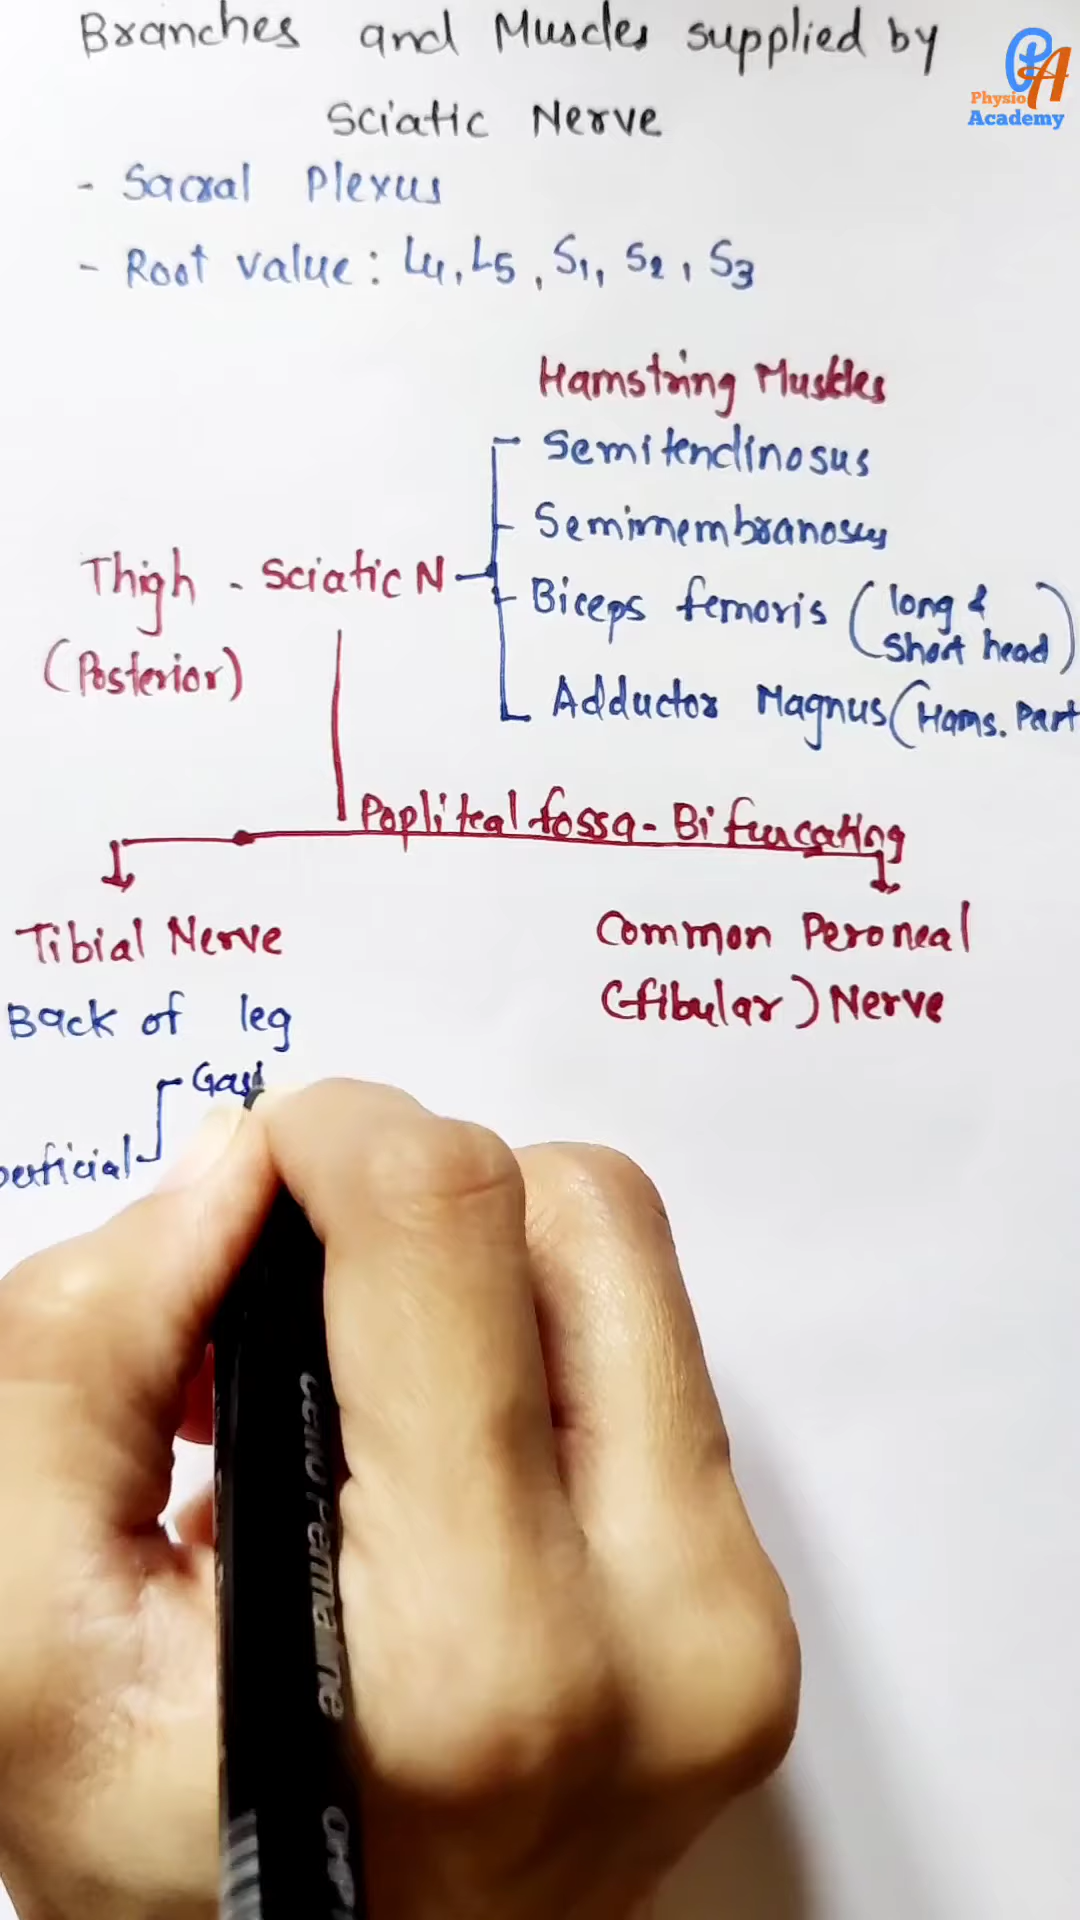 Branches and Muscles supplied by
Sciatic Nerve
Physio
Academy
- Sacral Plexus
- Root value: L4, L5, S1, S2, S3
Hamstring Muscles
Semitendinosus
Semimembranosus
Thigh - Sciatic N
Biceps femoris (long & short head)
(Posterior)
Adductor Magnus (Hams. Part
Popliteal fossa - Bifurcating
Tibial Nerve
Common Peroneal
(fibular) Nerve
Back of leg
Gast
perficial